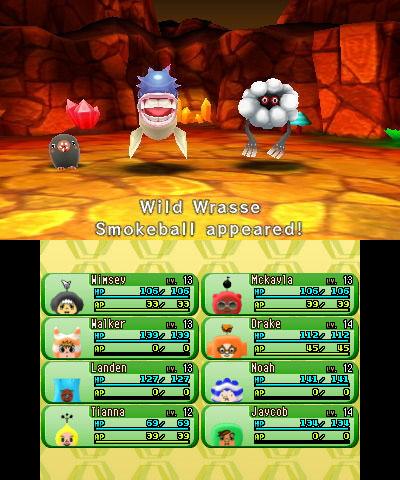 Wild Wrasse
Smokeball appeared!
Wimsey Lv. 13
HP 106/106
AP 33/33
Mckayla Lv. 13
HP 106/106
AP 39/39
Walker Lv. 13
HP 139/139
AP 0/0
Drake Lv. 14
HP 112/112
AP 45/45
Landen Lv. 13
HP 127/127
AP 0/0
Noah Lv. 12
HP 141/141
AP 0/0
Tianna Lv. 12
HP 69/69
AP 39/39
Jaycob Lv. 14
HP 134/134
AP 0/0